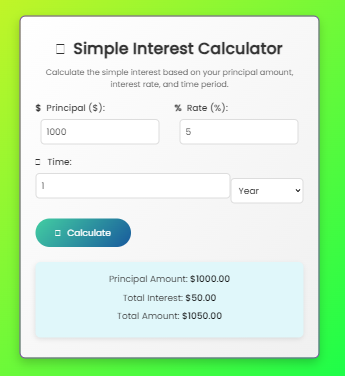 Simple Interest Calculator
Calculate the simple interest based on your principal amount,
interest rate, and time period.
$ Principal ($):
% Rate (%):
1000
5
Time:
1
Year
Calculate
Principal Amount: $1000.00
Total Interest: $50.00
Total Amount: $1050.00